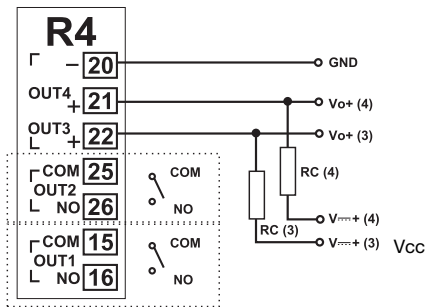 R4
− 20 GND
OUT4 + 21 Vo+ (4)
OUT3 + 22 Vo+ (3)
COM 25 COM RC (4)
OUT2
NO 26 NO
RC (3) V⎓+ (4)
COM 15 COM V⎓+ (3) Vcc
OUT1
NO 16 NO